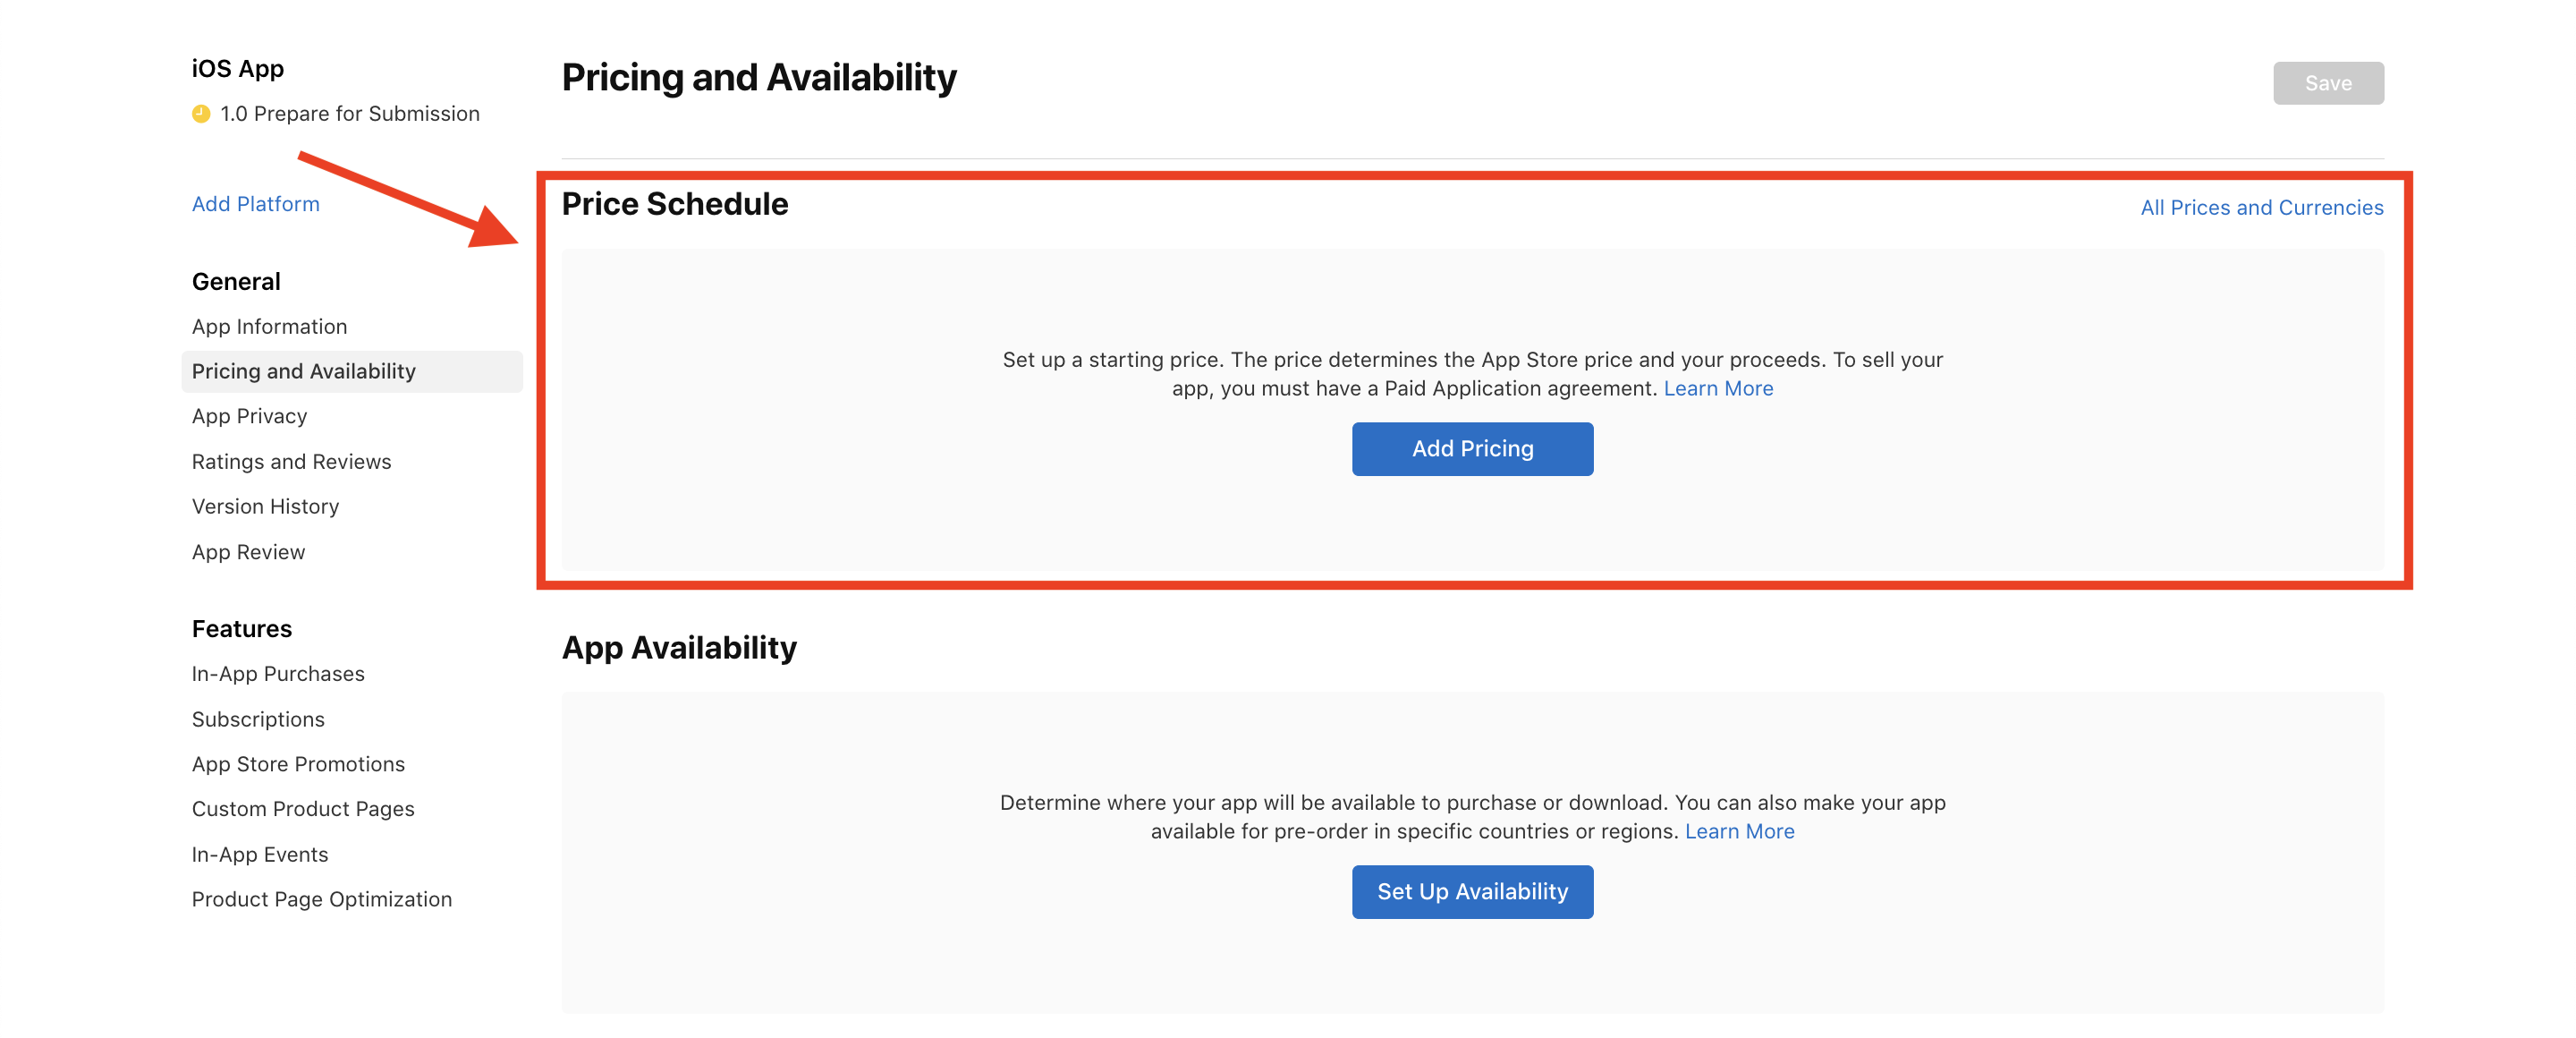 iOS App
1.0 Prepare for Submission
Add Platform
General
App Information
Pricing and Availability
App Privacy
Ratings and Reviews
Version History
App Review
Features
In-App Purchases
Subscriptions
App Store Promotions
Custom Product Pages
In-App Events
Product Page Optimization
Pricing and Availability
Save
Price Schedule
All Prices and Currencies
Set up a starting price. The price determines the App Store price and your proceeds. To sell your
app, you must have a Paid Application agreement. Learn More
Add Pricing
App Availability
Determine where your app will be available to purchase or download. You can also make your app
available for pre-order in specific countries or regions. Learn More
Set Up Availability